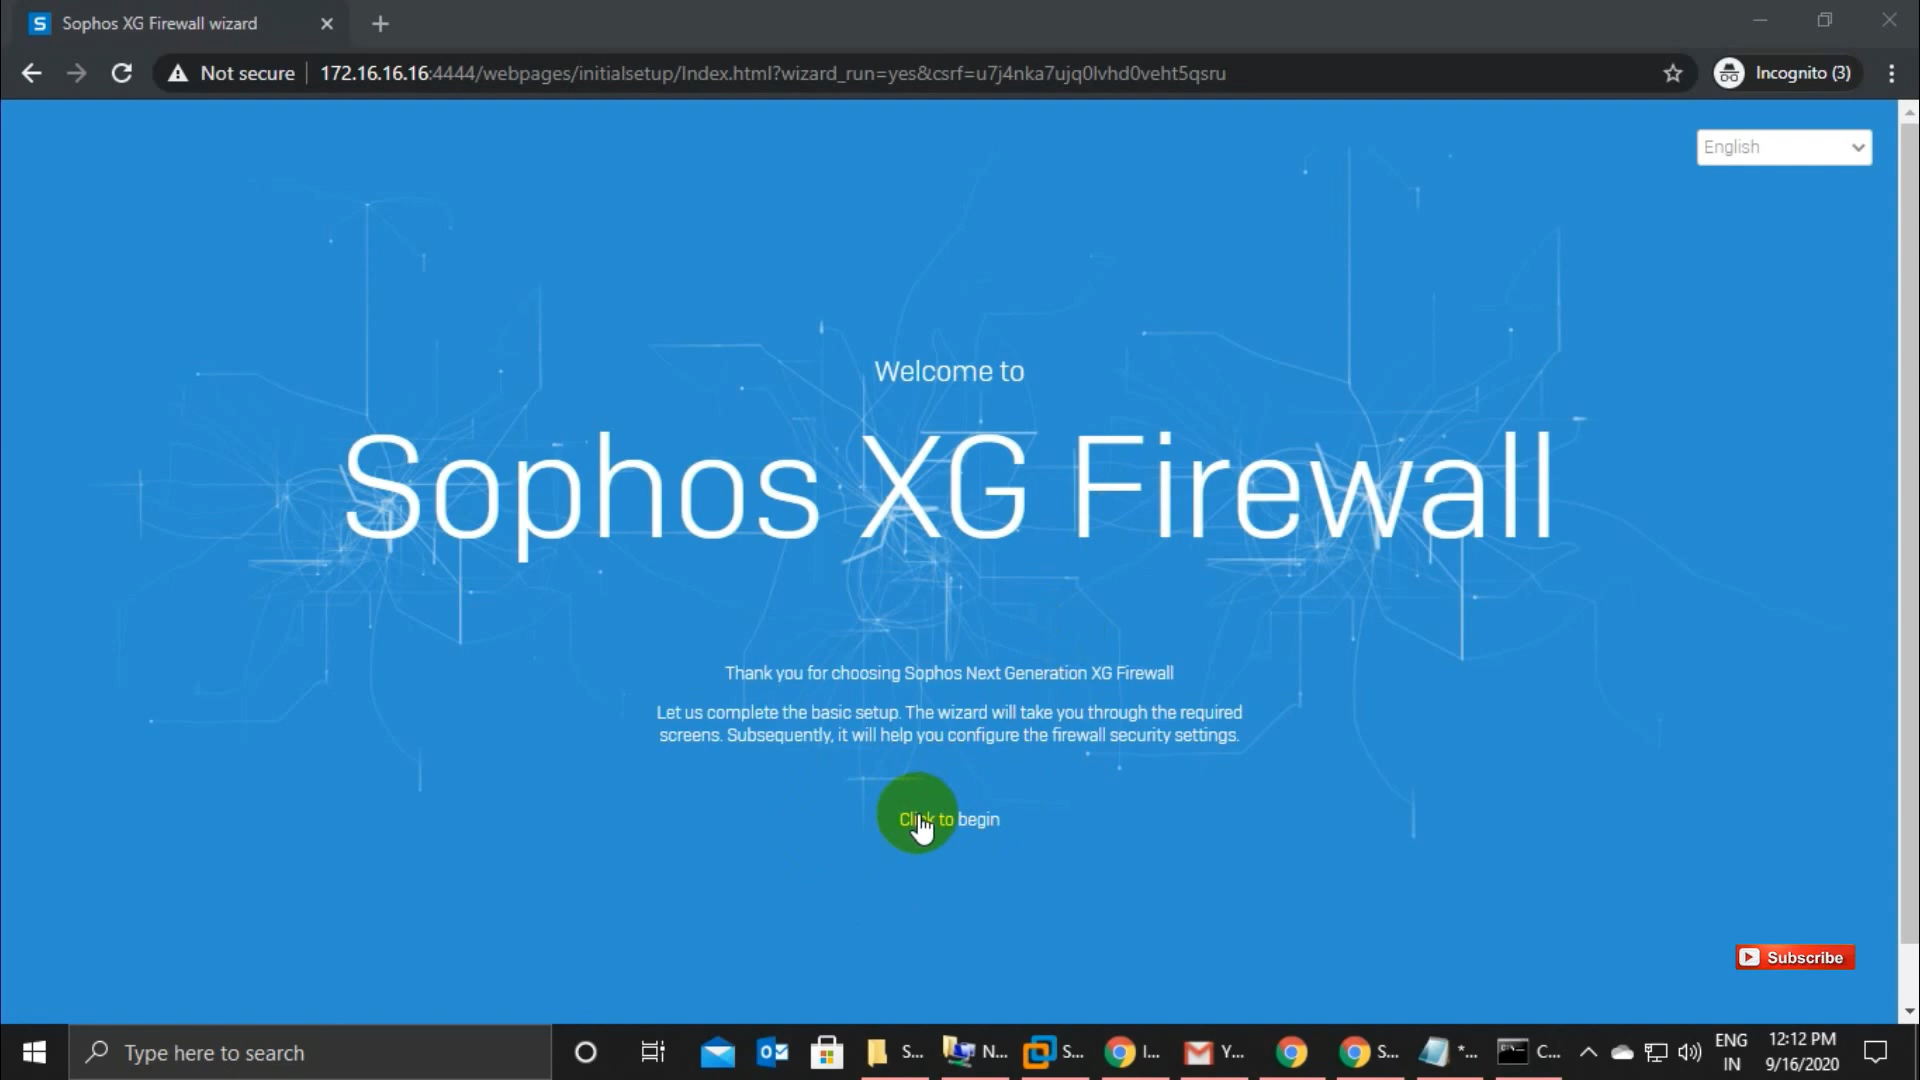 S Sophos XG Firewall wizard
Not secure 172.16.16.16:4444/webpages/initialsetup/Index.html?wizard_run=yes&csrf=u7j4nka7ujq0lvhd0veht5qsru Incognito (3)
English
Welcome to
Sophos XG Firewall
Thank you for choosing Sophos Next Generation XG Firewall
Let us complete the basic setup. The wizard will take you through the required
screens. Subsequently, it will help you configure the firewall security settings.
Click to begin
Subscribe
Type here to search S... N... S... I... Y... S... *... C... ENG 12:12 PM
IN 9/16/2020